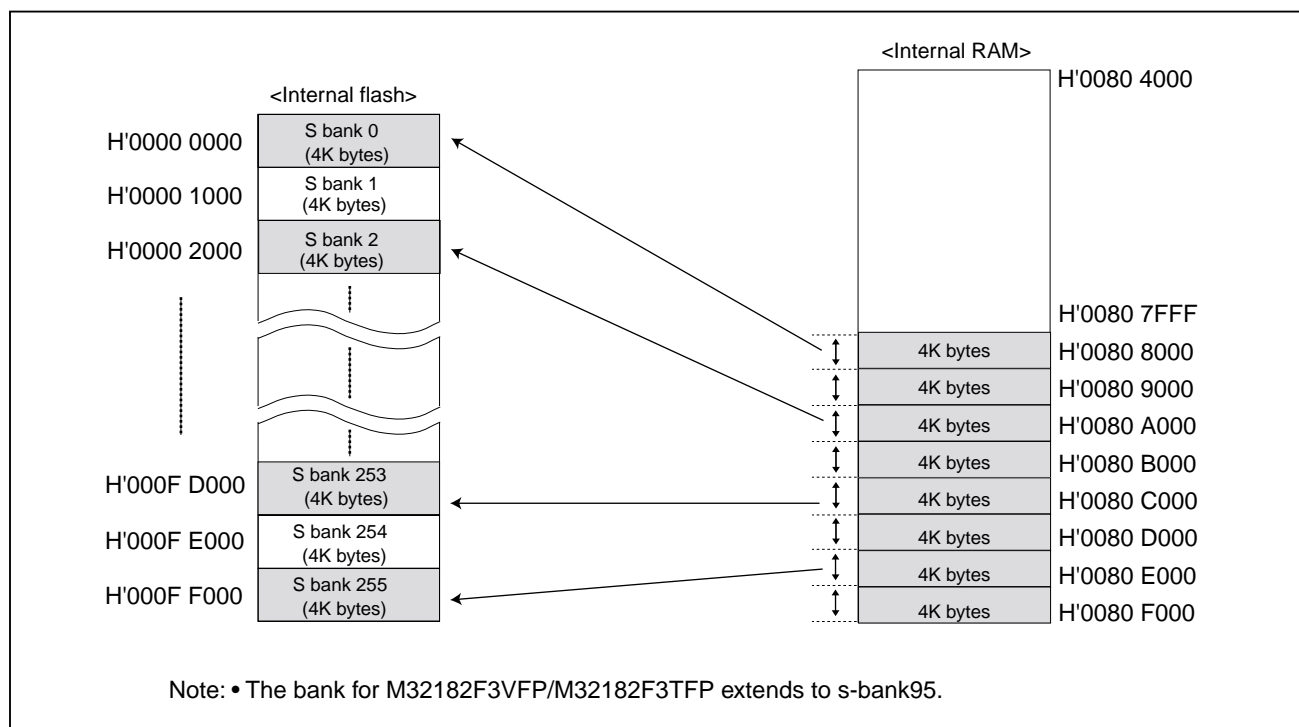 <Internal flash>
H'0000 0000
S bank 0
(4K bytes)
H'0000 1000
S bank 1
(4K bytes)
H'0000 2000
S bank 2
(4K bytes)
H'000F D000
S bank 253
(4K bytes)
H'000F E000
S bank 254
(4K bytes)
H'000F F000
S bank 255
(4K bytes)
<Internal RAM>
H'0080 4000
H'0080 7FFF
4K bytes H'0080 8000
4K bytes H'0080 9000
4K bytes H'0080 A000
4K bytes H'0080 B000
4K bytes H'0080 C000
4K bytes H'0080 D000
4K bytes H'0080 E000
4K bytes H'0080 F000
Note: • The bank for M32182F3VFP/M32182F3TFP extends to s-bank95.